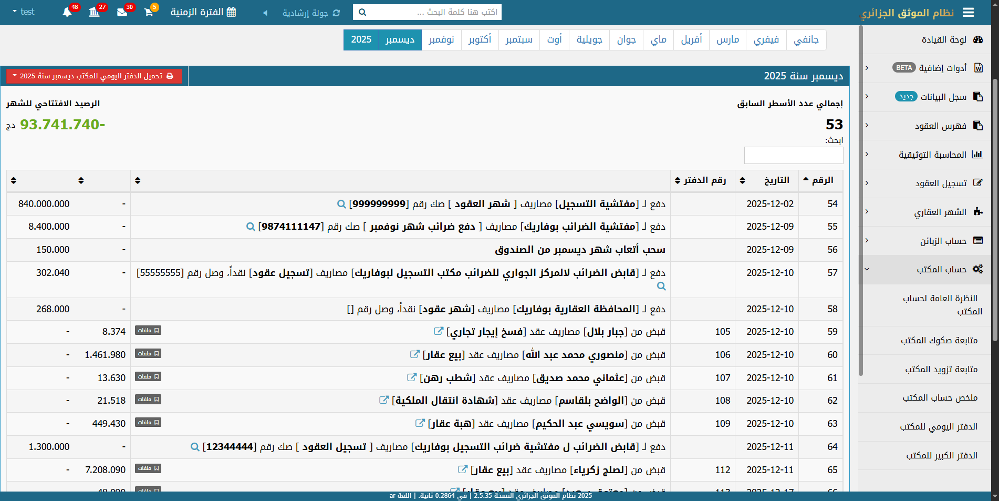 نظام الموثق الجزائري
اكتب هنا كلمة البحث ...
جولة إرشادية
الفترة الزمنية
5
30
27
48
test
لوحة القيادة
أدوات إضافية BETA
سجل البيانات جديد
فهرس العقود
المحاسبة التوثيقية
تسجيل العقود
الشهر العقاري
حساب الزبائن
حساب المكتب
النظرة العامة لحساب المكتب
متابعة صكوك المكتب
متابعة تزويد المكتب
ملخص حساب المكتب
الدفتر اليومي للمكتب
الدفتر الكبير للمكتب
جانفي فيفري مارس أفريل ماي جوان جويلية أوت سبتمبر أكتوبر نوفمبر ديسمبر 2025
ديسمبر سنة 2025
تحميل الدفتر اليومي للمكتب ديسمبر سنة 2025
إجمالي عدد الأسطر السابق
53
الرصيد الافتتاحي للشهر
-93.741.740 دج
ابحث:
الرقم التاريخ رقم الدفتر
54 2025-12-02 دفع لـ [مفتشية التسجيل] مصاريف [ شهر العقود ] صك رقم [999999999] - 840.000.000
55 2025-12-09 دفع لـ [مفتشية الضرائب بوفاريك] مصاريف [ دفع ضرائب شهر نوفمبر ] صك رقم [9874111147] - 8.400.000
56 2025-12-09 سحب أتعاب شهر ديسمبر من الصندوق - 150.000
57 2025-12-10 دفع لـ [قابض الضرائب لالمركز الجواري للضرائب مكتب التسجيل لبوفاريك] مصاريف [تسجيل عقود] نقداً، وصل رقم [55555555] - 302.040
58 2025-12-10 دفع لـ [المحافظة العقارية بوفاريك] مصاريف [شهر عقود] نقداً، وصل رقم [] - 268.000
59 2025-12-10 105 قبض من [جبار بلال] مصاريف عقد [فسخ إيجار تجاري] ملفات 8.374 -
60 2025-12-10 106 قبض من [منصوري محمد عبد الله] مصاريف عقد [بيع عقار] ملفات 1.461.980 -
61 2025-12-10 107 قبض من [عثماني محمد صديق] مصاريف عقد [شطب رهن] ملفات 13.630 -
62 2025-12-10 108 قبض من [الواضح بلقاسم] مصاريف عقد [شهادة انتقال الملكية] ملفات 21.518 -
63 2025-12-10 109 قبض من [سويسي عبد الحكيم] مصاريف عقد [هبة عقار] ملفات 449.430 -
64 2025-12-11 دفع لـ [قابض الضرائب ل مفتشية ضرائب التسجيل بوفاريك] مصاريف [ تسجيل العقود ] صك رقم [12344444] - 1.300.000
65 2025-12-11 112 قبض من [لصلج زكرياء] مصاريف عقد [بيع عقار] ملفات 7.208.090 -
2025 نظام الموثق الجزائري النسخة 2.5.35 | في 0.2864 ثانية. | اللغة ar